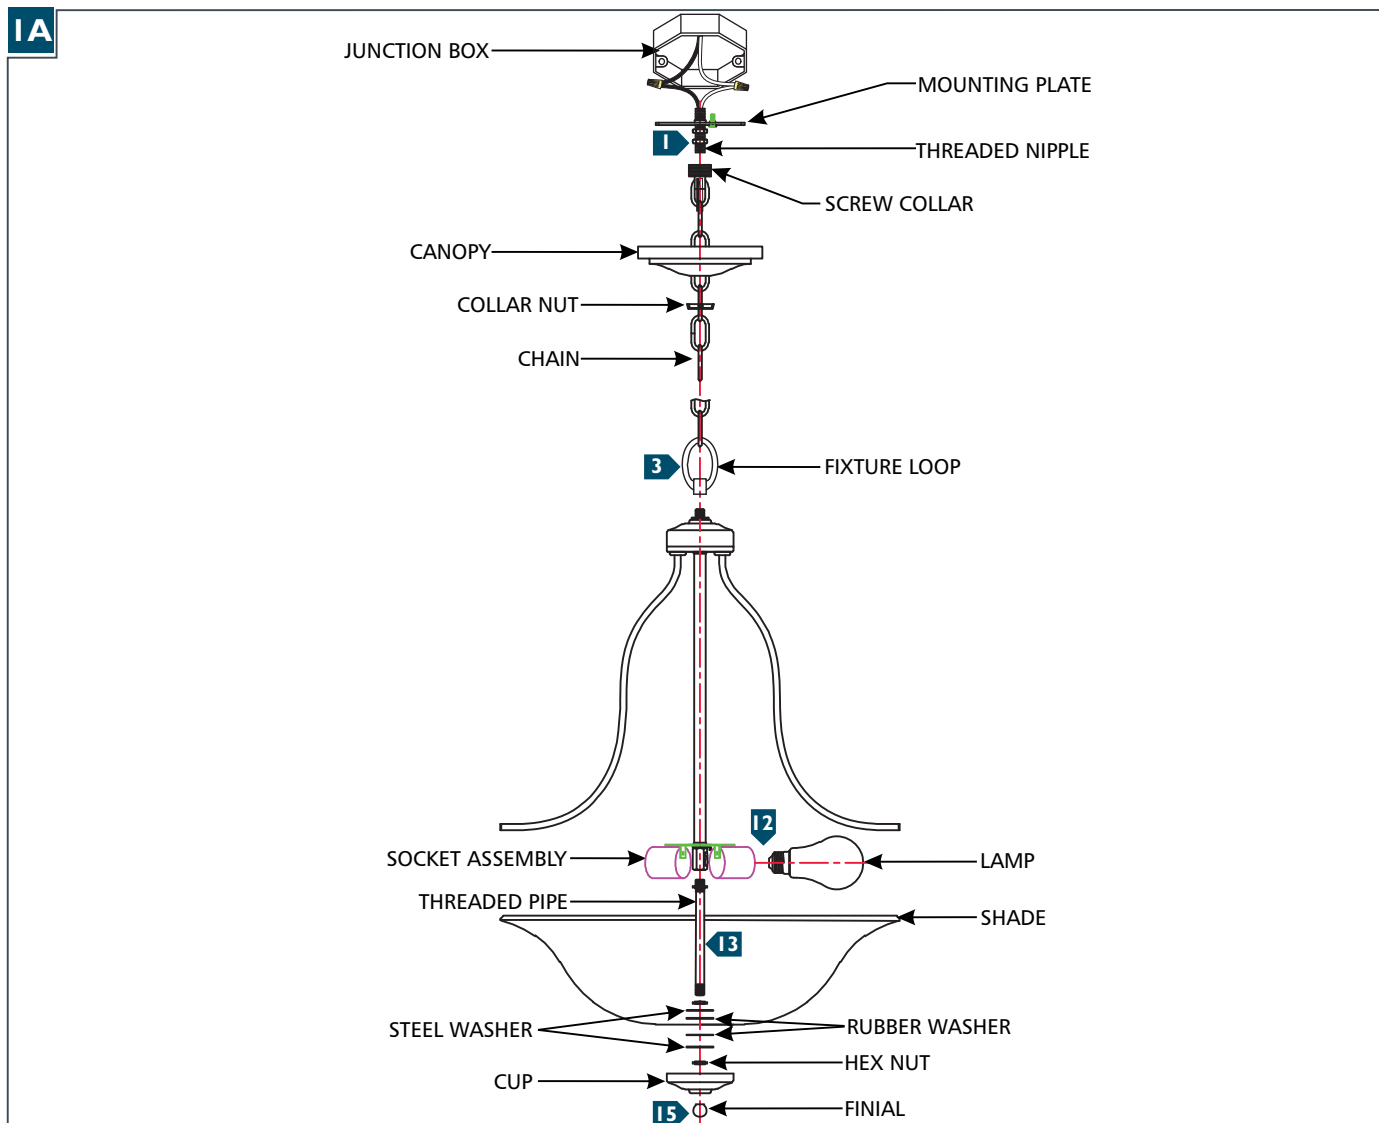 1A
JUNCTION BOX
MOUNTING PLATE
1
THREADED NIPPLE
SCREW COLLAR
CANOPY
COLLAR NUT
CHAIN
3
FIXTURE LOOP
12
SOCKET ASSEMBLY
LAMP
THREADED PIPE
SHADE
13
STEEL WASHER
RUBBER WASHER
HEX NUT
CUP
15
FINIAL